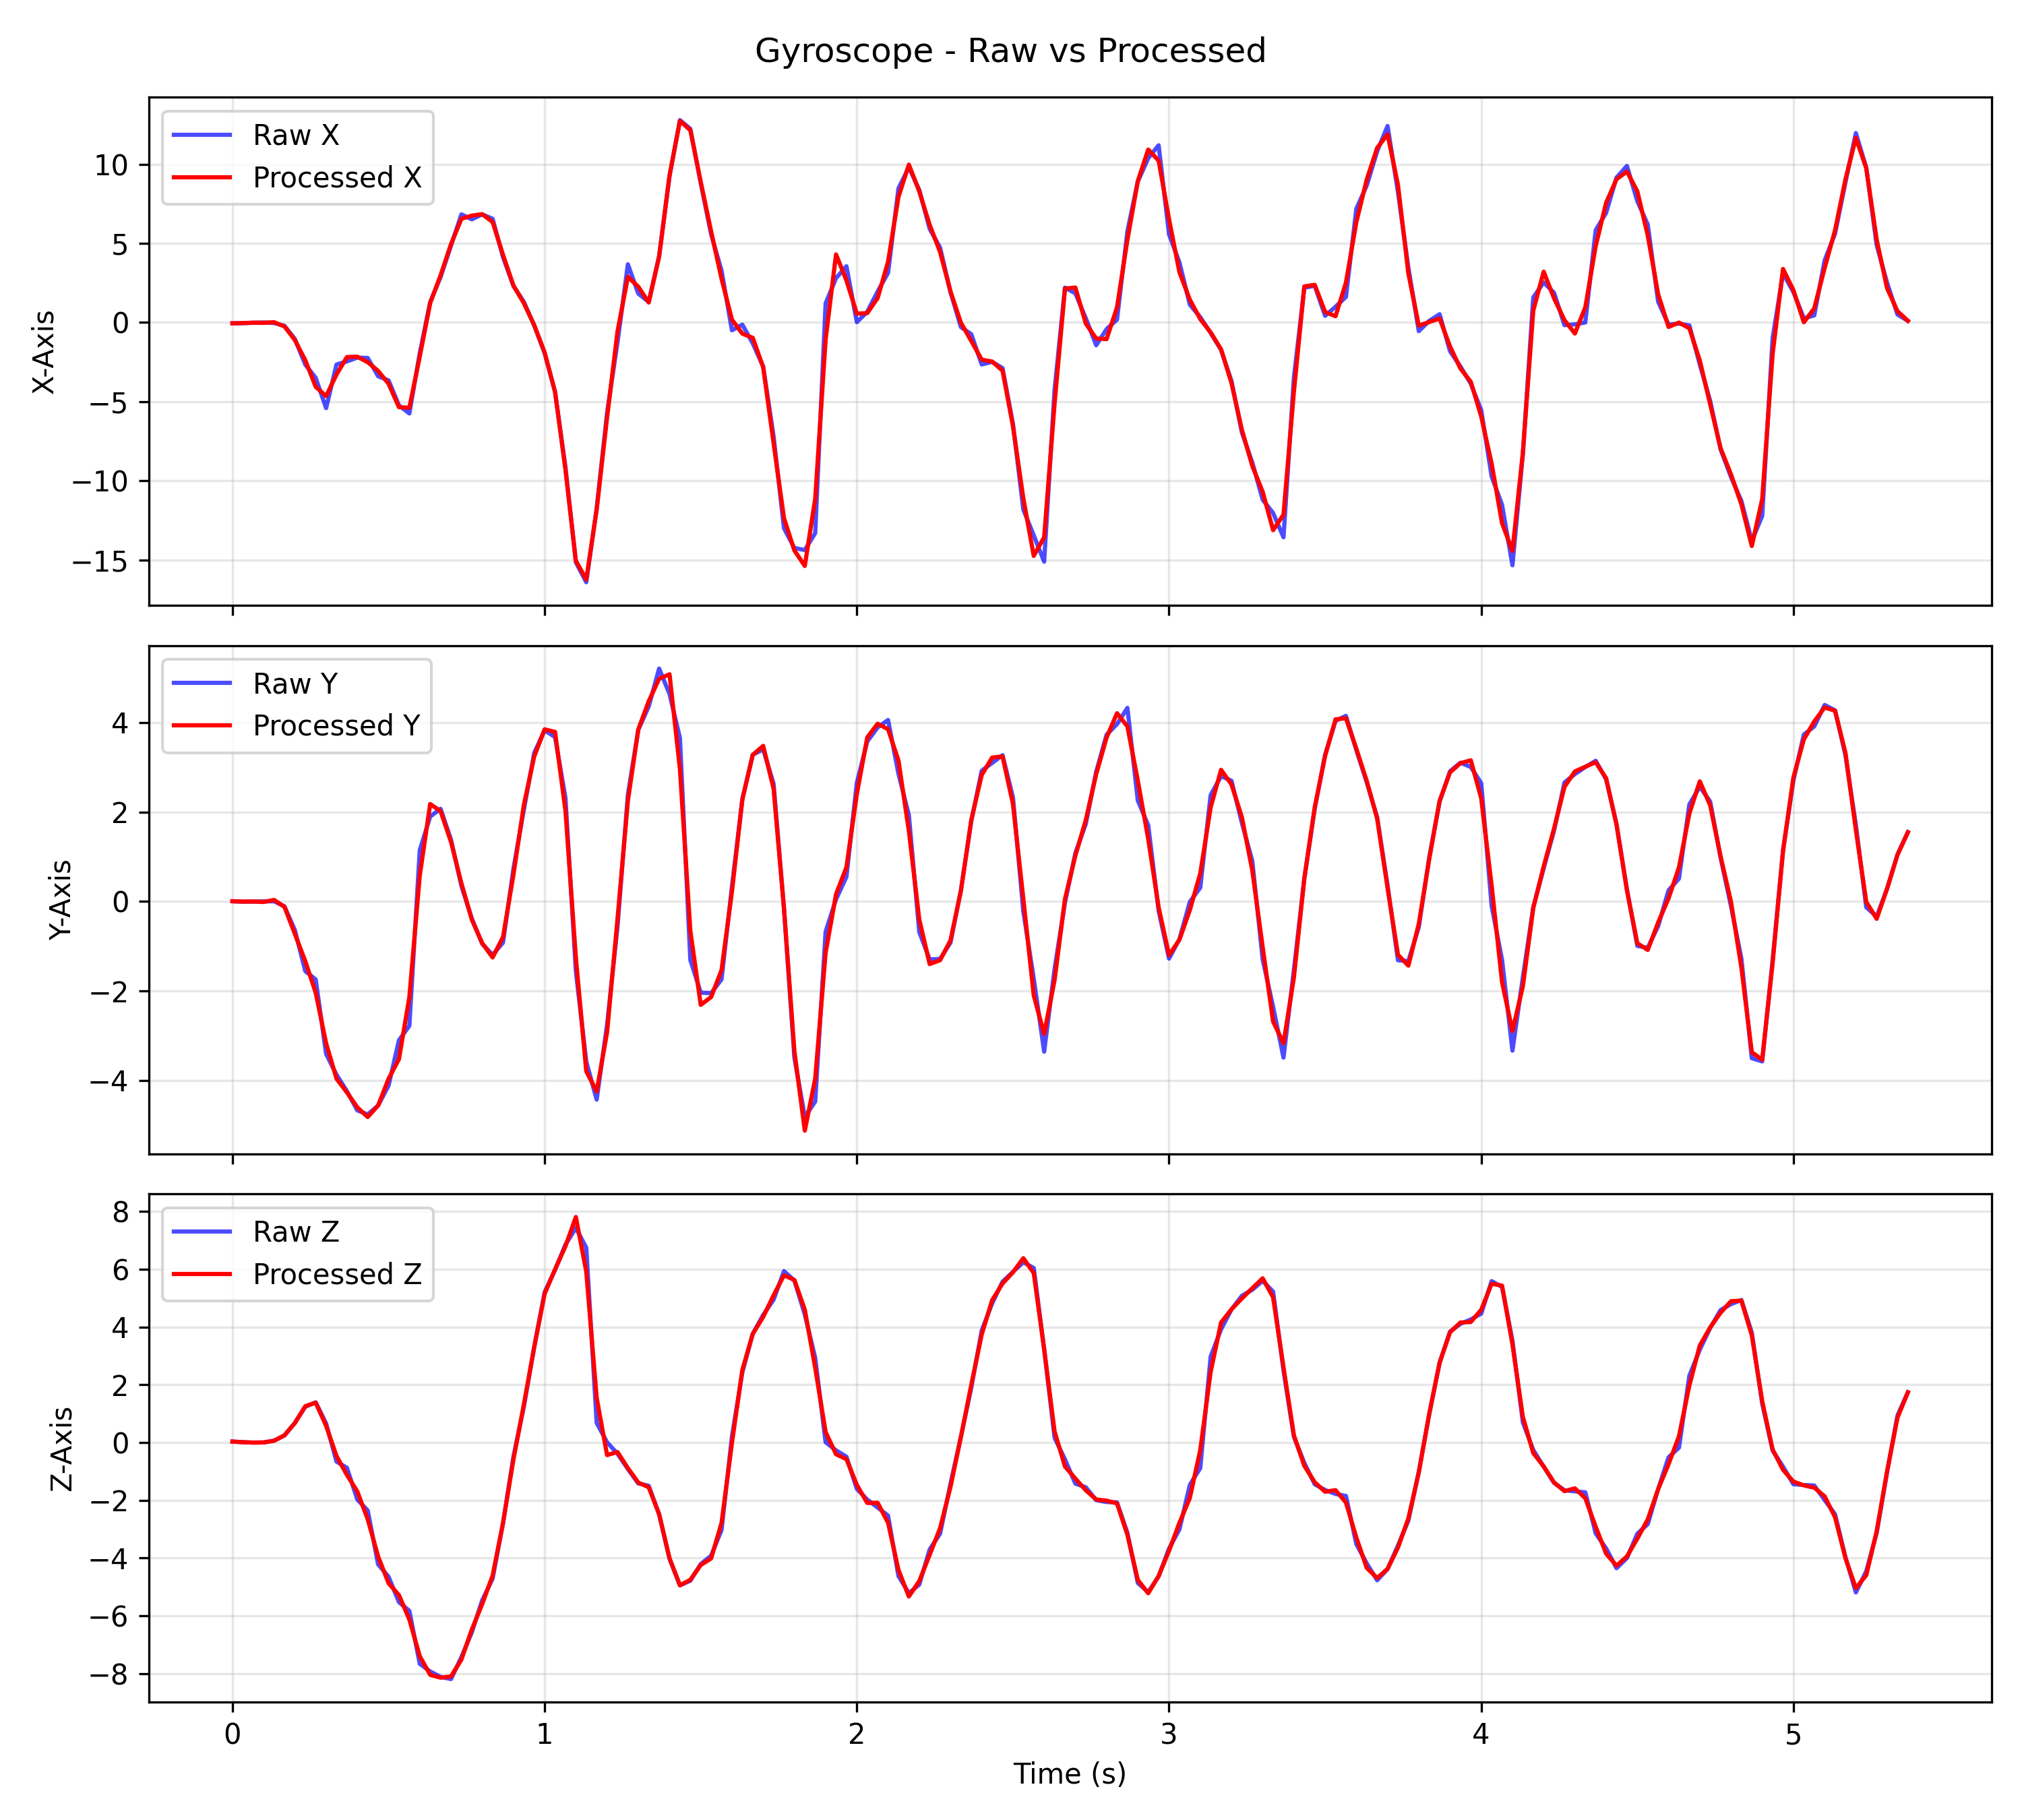 Gyroscope - Raw vs Processed
Raw X
Processed X
X-Axis
10
5
0
−5
−10
−15
Raw Y
Processed Y
Y-Axis
4
2
0
−2
−4
Raw Z
Processed Z
Z-Axis
8
6
4
2
0
−2
−4
−6
−8
0 1 2 3 4 5
Time (s)